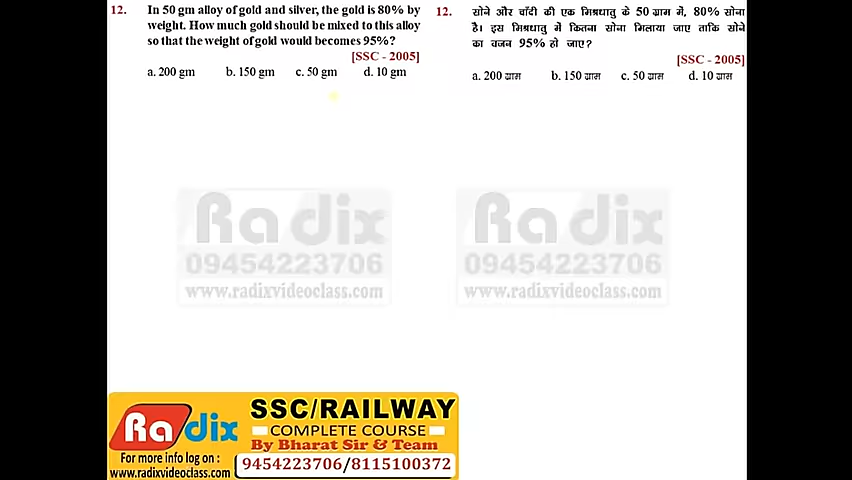 12. In 50 gm alloy of gold and silver, the gold is 80% by
weight. How much gold should be mixed to this alloy
so that the weight of gold would becomes 95%?
[SSC - 2005]
a. 200 gm b. 150 gm c. 50 gm d. 10 gm
12. सोने और चाँदी की एक मिश्रधातु के 50 ग्राम में, 80% सोना
है। इस मिश्रधातु में कितना सोना मिलाया जाए ताकि सोने
का वजन 95% हो जाए?
[SSC - 2005]
a. 200 ग्राम b. 150 ग्राम c. 50 ग्राम d. 10 ग्राम
Radix
09454223706
www.radixvideoclass.com
Radix
09454223706
www.radixvideoclass.com
Radix
For more info log on :
www.radixvideoclass.com
SSC/RAILWAY
COMPLETE COURSE
By Bharat Sir & Team
9454223706/8115100372